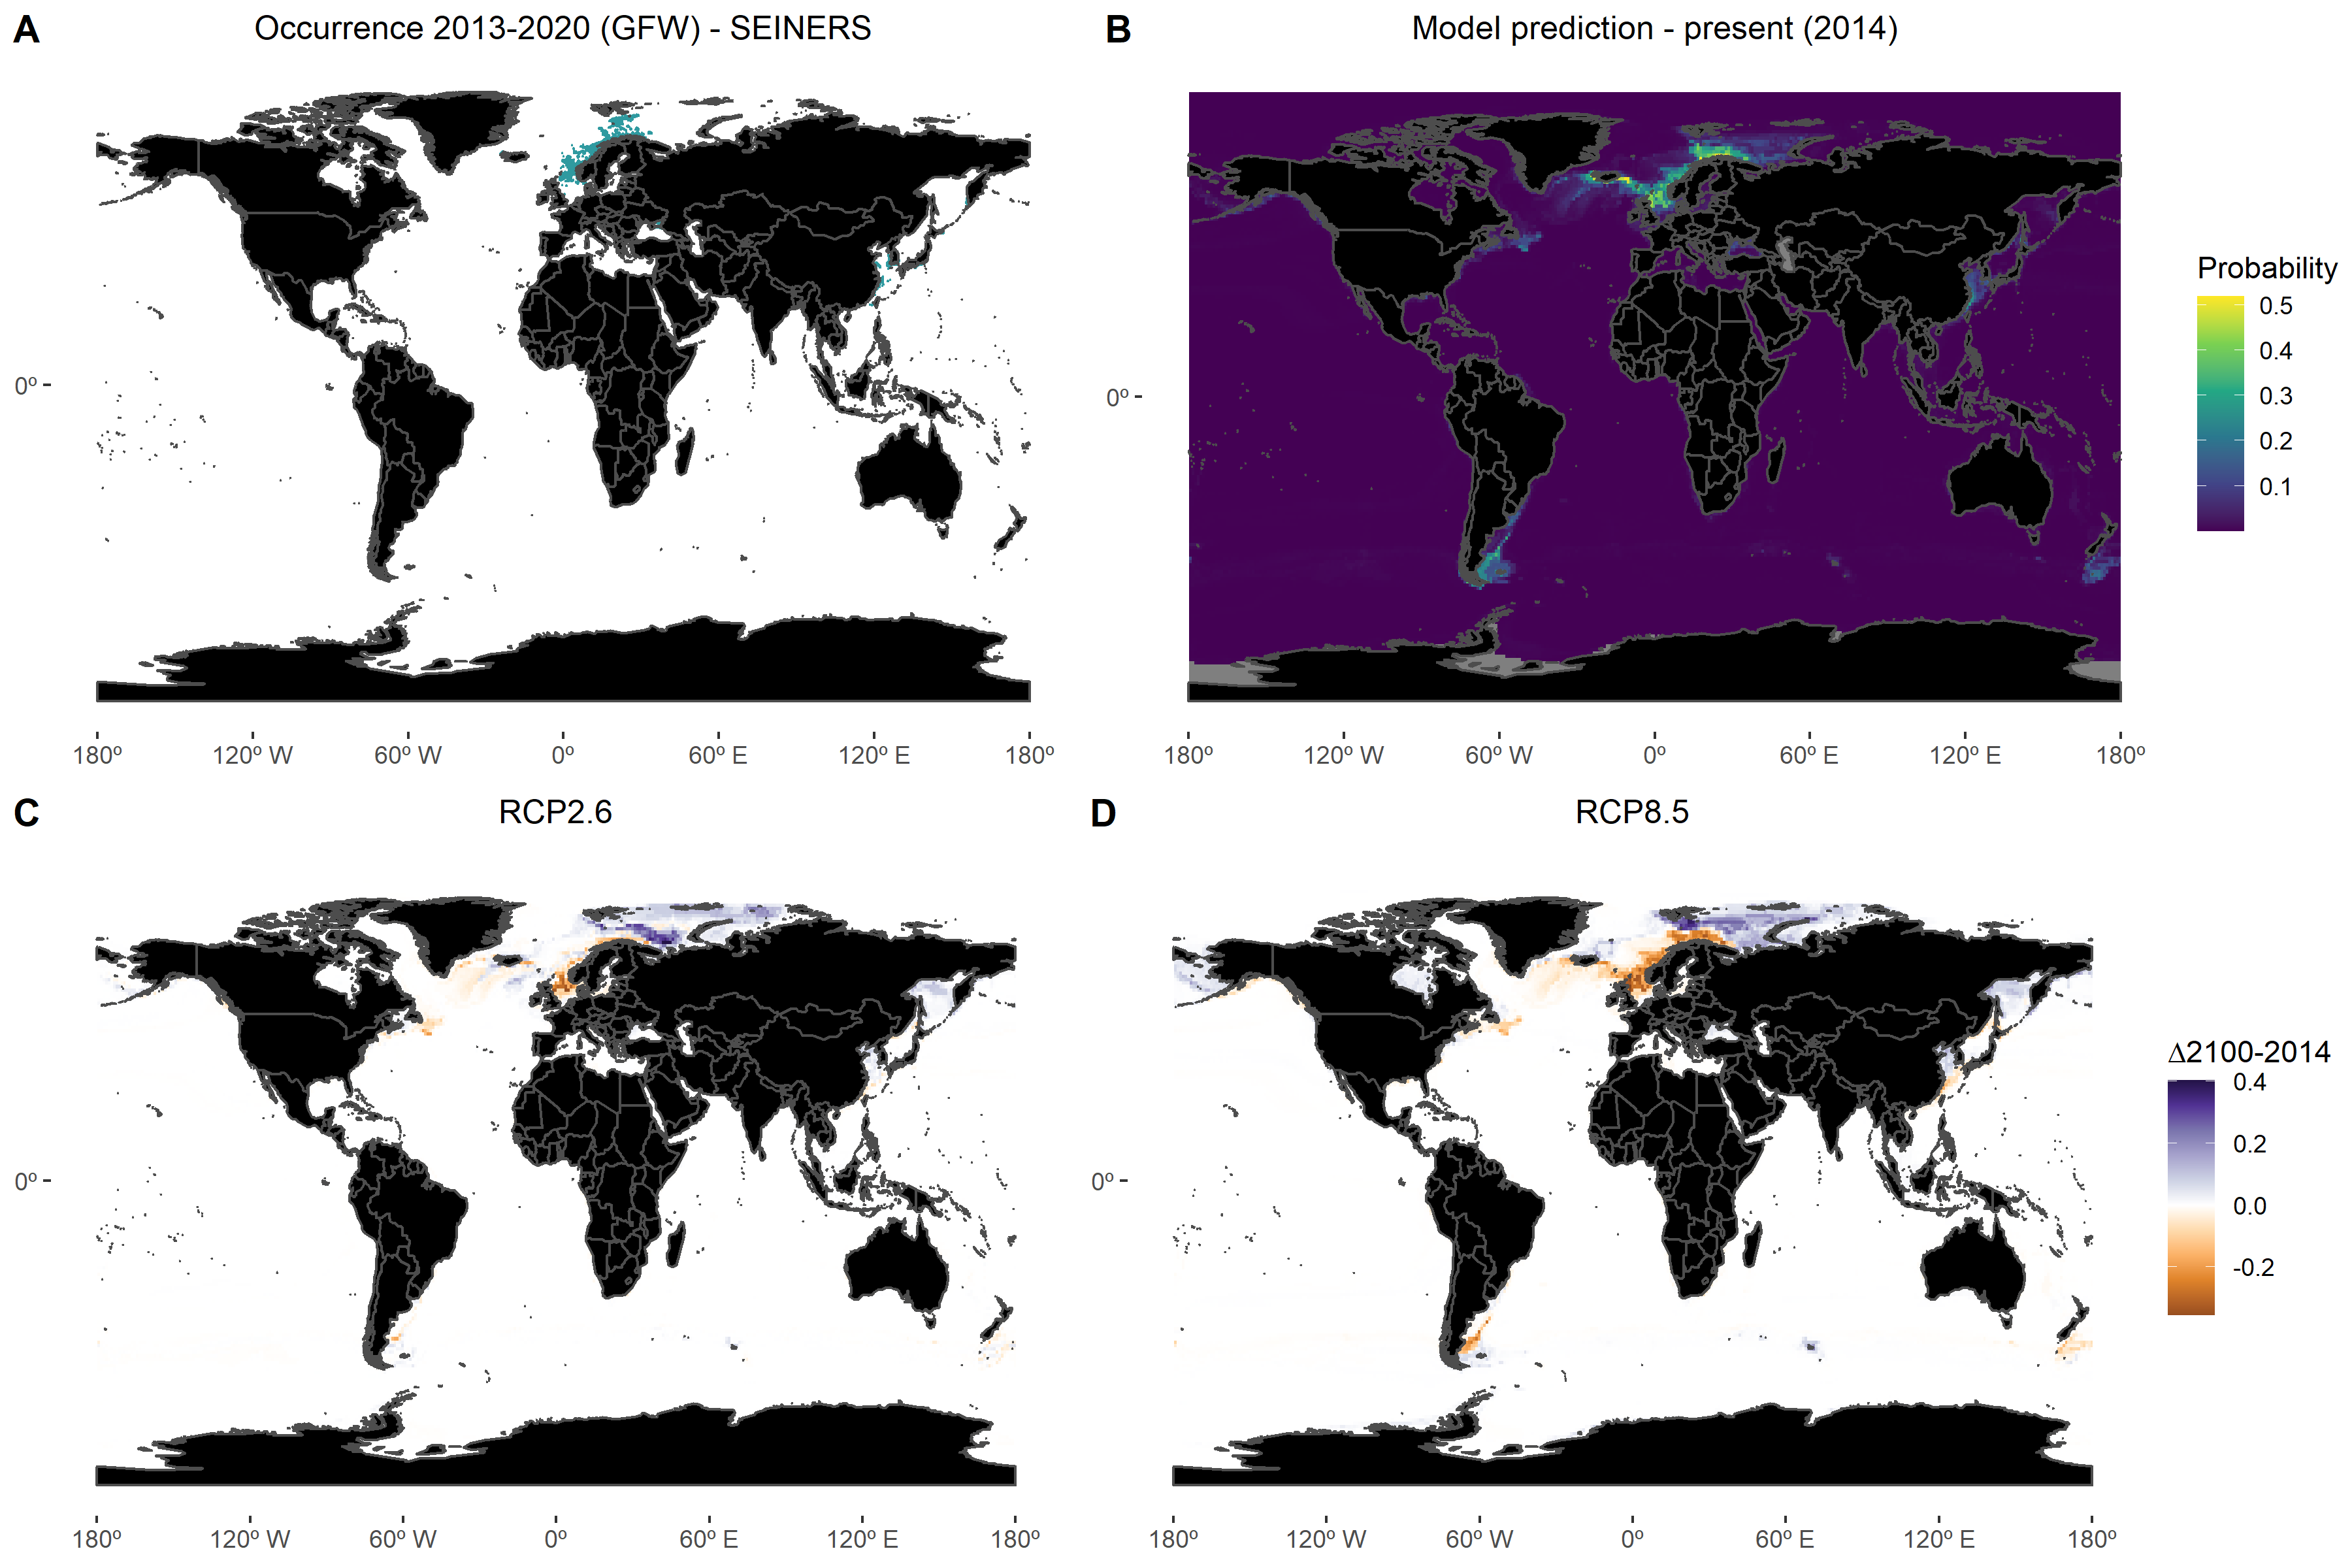 A
Occurrence 2013-2020 (GFW) - SEINERS
0º
180º 120º W 60º W 0º 60º E 120º E 180º
B
Model prediction - present (2014)
0º
180º 120º W 60º W 0º 60º E 120º E 180º
Probability
0.5
0.4
0.3
0.2
0.1
C
RCP2.6
0º
180º 120º W 60º W 0º 60º E 120º E 180º
D
RCP8.5
0º
180º 120º W 60º W 0º 60º E 120º E 180º
Δ2100-2014
0.4
0.2
0.0
-0.2